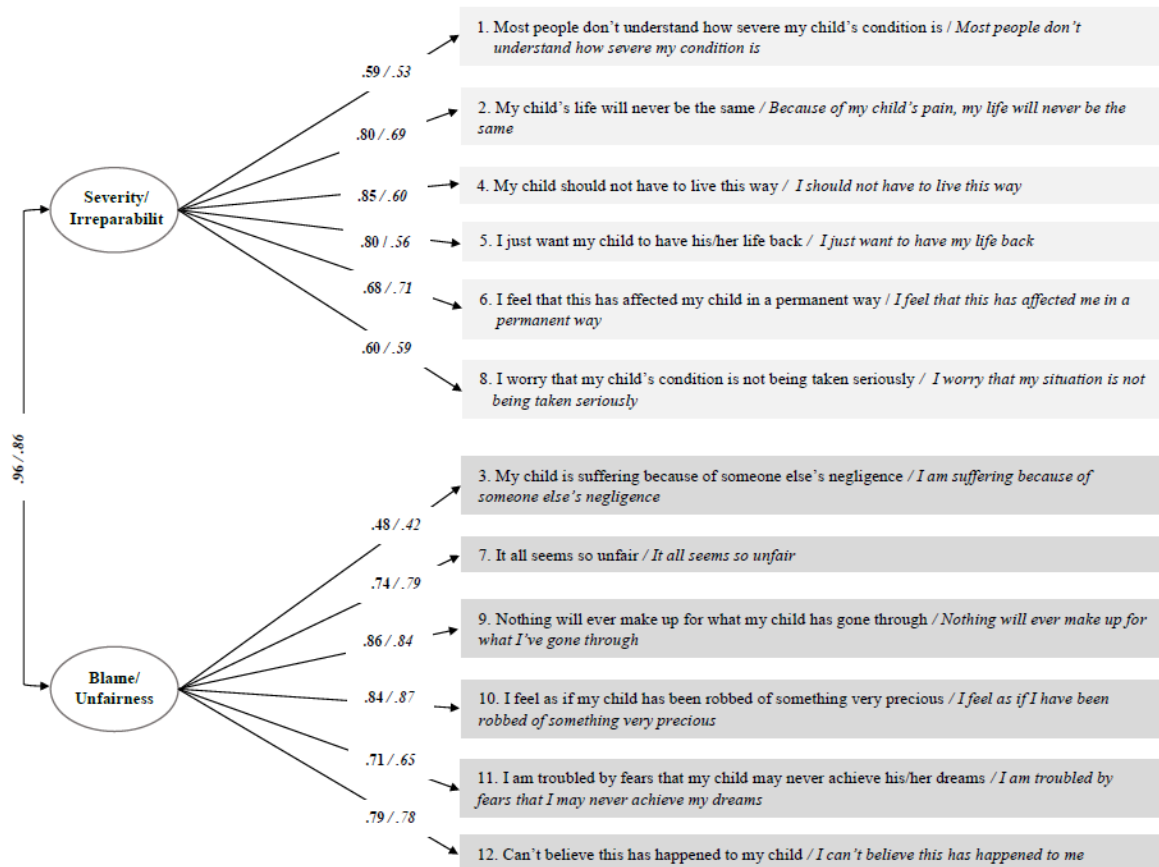 1. Most people don't understand how severe my child's condition is / Most people don't
understand how severe my condition is
.59 / .53
2. My child's life will never be the same / Because of my child's pain, my life will never be the
same
.80 / .69
Severity/
Irreparabilit
4. My child should not have to live this way / I should not have to live this way
.85 / .60
5. I just want my child to have his/her life back / I just want to have my life back
.80 / .56
6. I feel that this has affected my child in a permanent way / I feel that this has affected me in a
permanent way
.68 / .71
.60 / .59
8. I worry that my child's condition is not being taken seriously / I worry that my situation is not
being taken seriously
.96 / .86
3. My child is suffering because of someone else's negligence / I am suffering because of
someone else's negligence
.48 / .42
7. It all seems so unfair / It all seems so unfair
.74 / .79
9. Nothing will ever make up for what my child has gone through / Nothing will ever make up for
what I've gone through
.86 / .84
Blame/
Unfairness
10. I feel as if my child has been robbed of something very precious / I feel as if I have been
robbed of something very precious
.84 / .87
11. I am troubled by fears that my child may never achieve his/her dreams / I am troubled by
fears that I may never achieve my dreams
.71 / .65
.79 / .78
12. Can't believe this has happened to my child / I can't believe this has happened to me